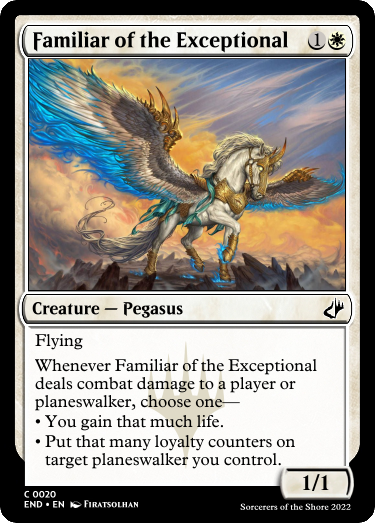 Familiar of the Exceptional 1
Creature — Pegasus
Flying
Whenever Familiar of the Exceptional
deals combat damage to a player or
planeswalker, choose one—
• You gain that much life.
• Put that many loyalty counters on
target planeswalker you control.
1/1
C 0020
END • EN FIRATSOLHAN
Sorcerers of the Shore 2022